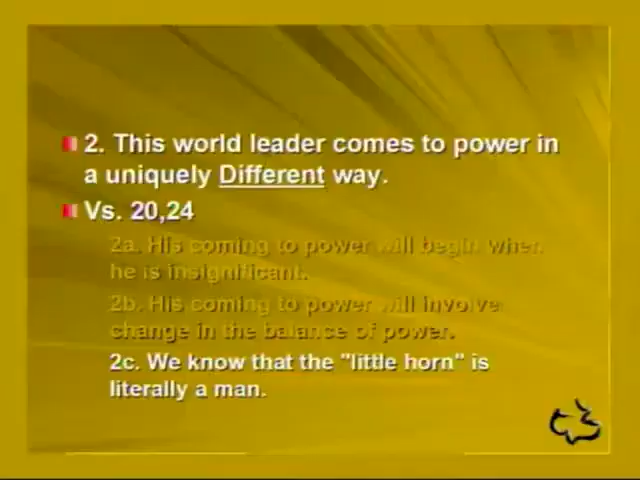 2. This world leader comes to power in
a uniquely Different way.
Vs. 20,24
2a. His coming to power will begin when
he is insignificant.
2b. His coming to power will involve
change in the balance of power.
2c. We know that the "little horn" is
literally a man.